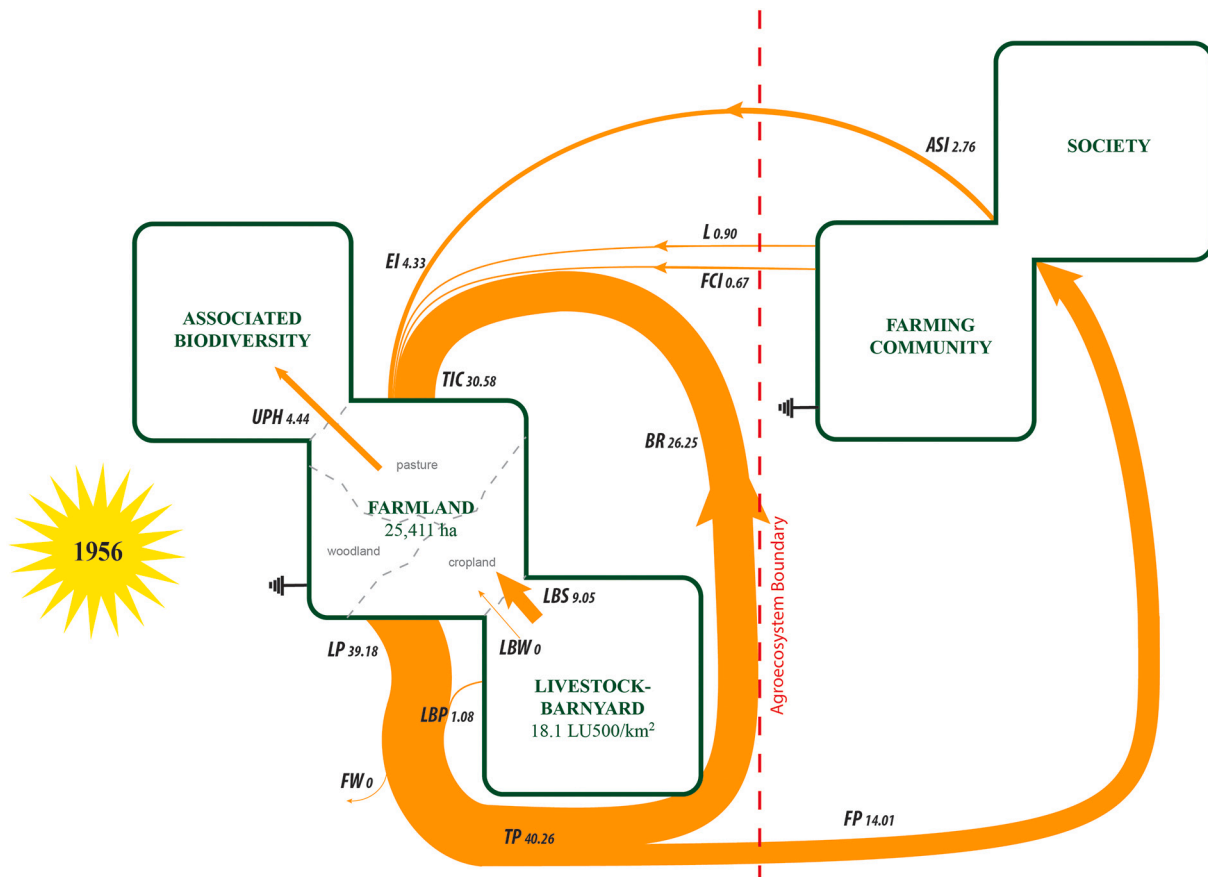 SOCIETY
ASI 2.76
L 0.90
EI 4.33
FCI 0.67
ASSOCIATED
BIODIVERSITY
FARMING
COMMUNITY
TIC 30.58
UPH 4.44
BR 26.25
pasture
FARMLAND
25,411 ha
1956
woodland
cropland
Agroecosystem Boundary
LBS 9.05
LP 39.18
LBW 0
LIVESTOCK-
BARNYARD
18.1 LU500/km²
LBP 1.08
FW 0
TP 40.26
FP 14.01